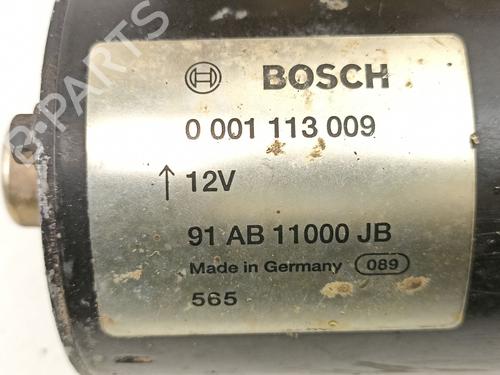 BOSCH
0 001 113 009
↑ 12V
91 AB 11000 JB
Made in Germany 089
565
B-PARTS